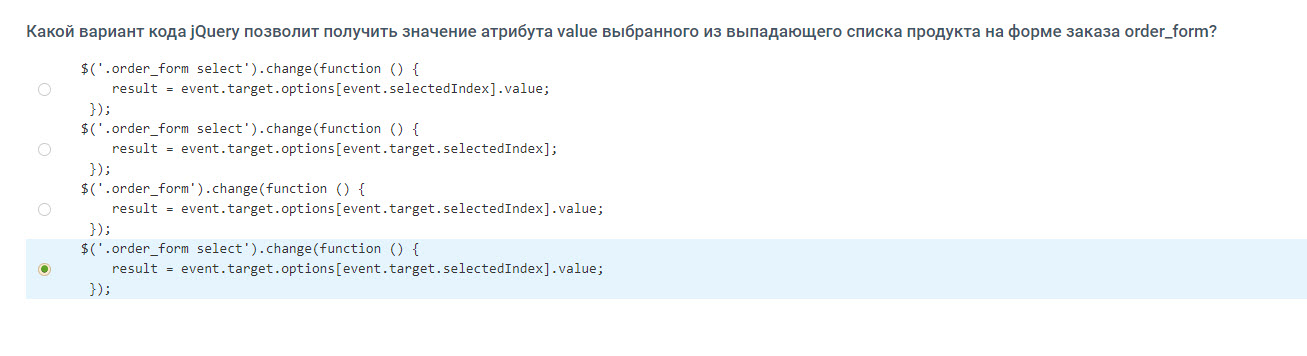 Какой вариант кода jQuery позволит получить значение атрибута value выбранного из выпадающего списка продукта на форме заказа order_form?
$('.order_form select').change(function () {
result = event.target.options[event.selectedIndex].value;
});
$('.order_form select').change(function () {
result = event.target.options[event.target.selectedIndex];
});
$('.order_form').change(function () {
result = event.target.options[event.target.selectedIndex].value;
});
$('.order_form select').change(function () {
result = event.target.options[event.target.selectedIndex].value;
});